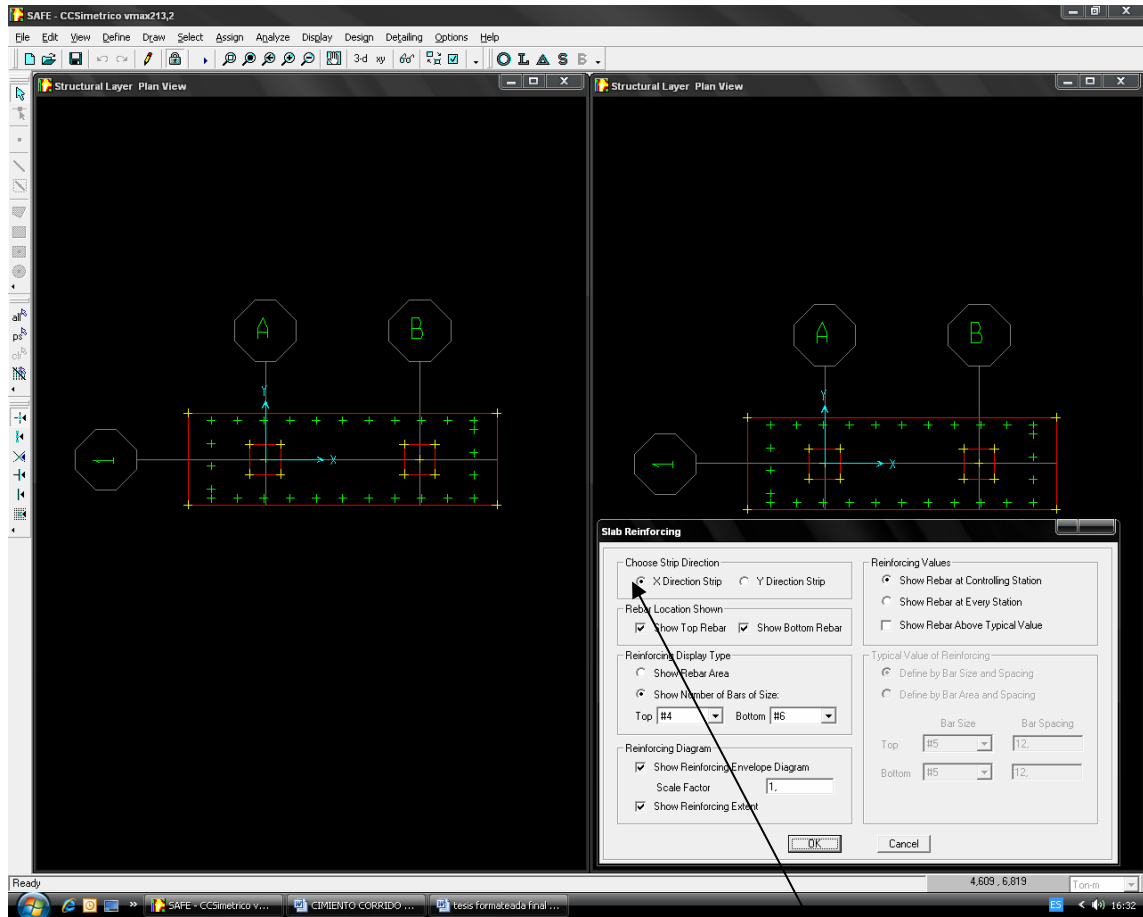 SAFE - CCSimetrico vmax213,2
File Edit View Define Draw Select Assign Analyze Display Design Detailing Options Help
3-d xy
O L A S B
all
ps
clr
Structural Layer Plan View
A B
Y
1
X
Structural Layer Plan View
A B
Y
1
X
Slab Reinforcing
Choose Strip Direction
X Direction Strip Y Direction Strip
Rebar Location Shown
Show Top Rebar Show Bottom Rebar
Reinforcing Display Type
Show Rebar Area
Show Number of Bars of Size:
Top #4 Bottom #6
Reinforcing Diagram
Show Reinforcing Envelope Diagram
Scale Factor 1,
Show Reinforcing Extent
Reinforcing Values
Show Rebar at Controlling Station
Show Rebar at Every Station
Show Rebar Above Typical Value
Typical Value of Reinforcing
Define by Bar Size and Spacing
Define by Bar Area and Spacing
Bar Size Bar Spacing
Top #5 12,
Bottom #5 12,
OK Cancel
Ready 4,609 , 6,819 Ton-m
SAFE - CCSimetrico v... CIMIENTO CORRIDO ... tesis formateada final ... ES 16:32